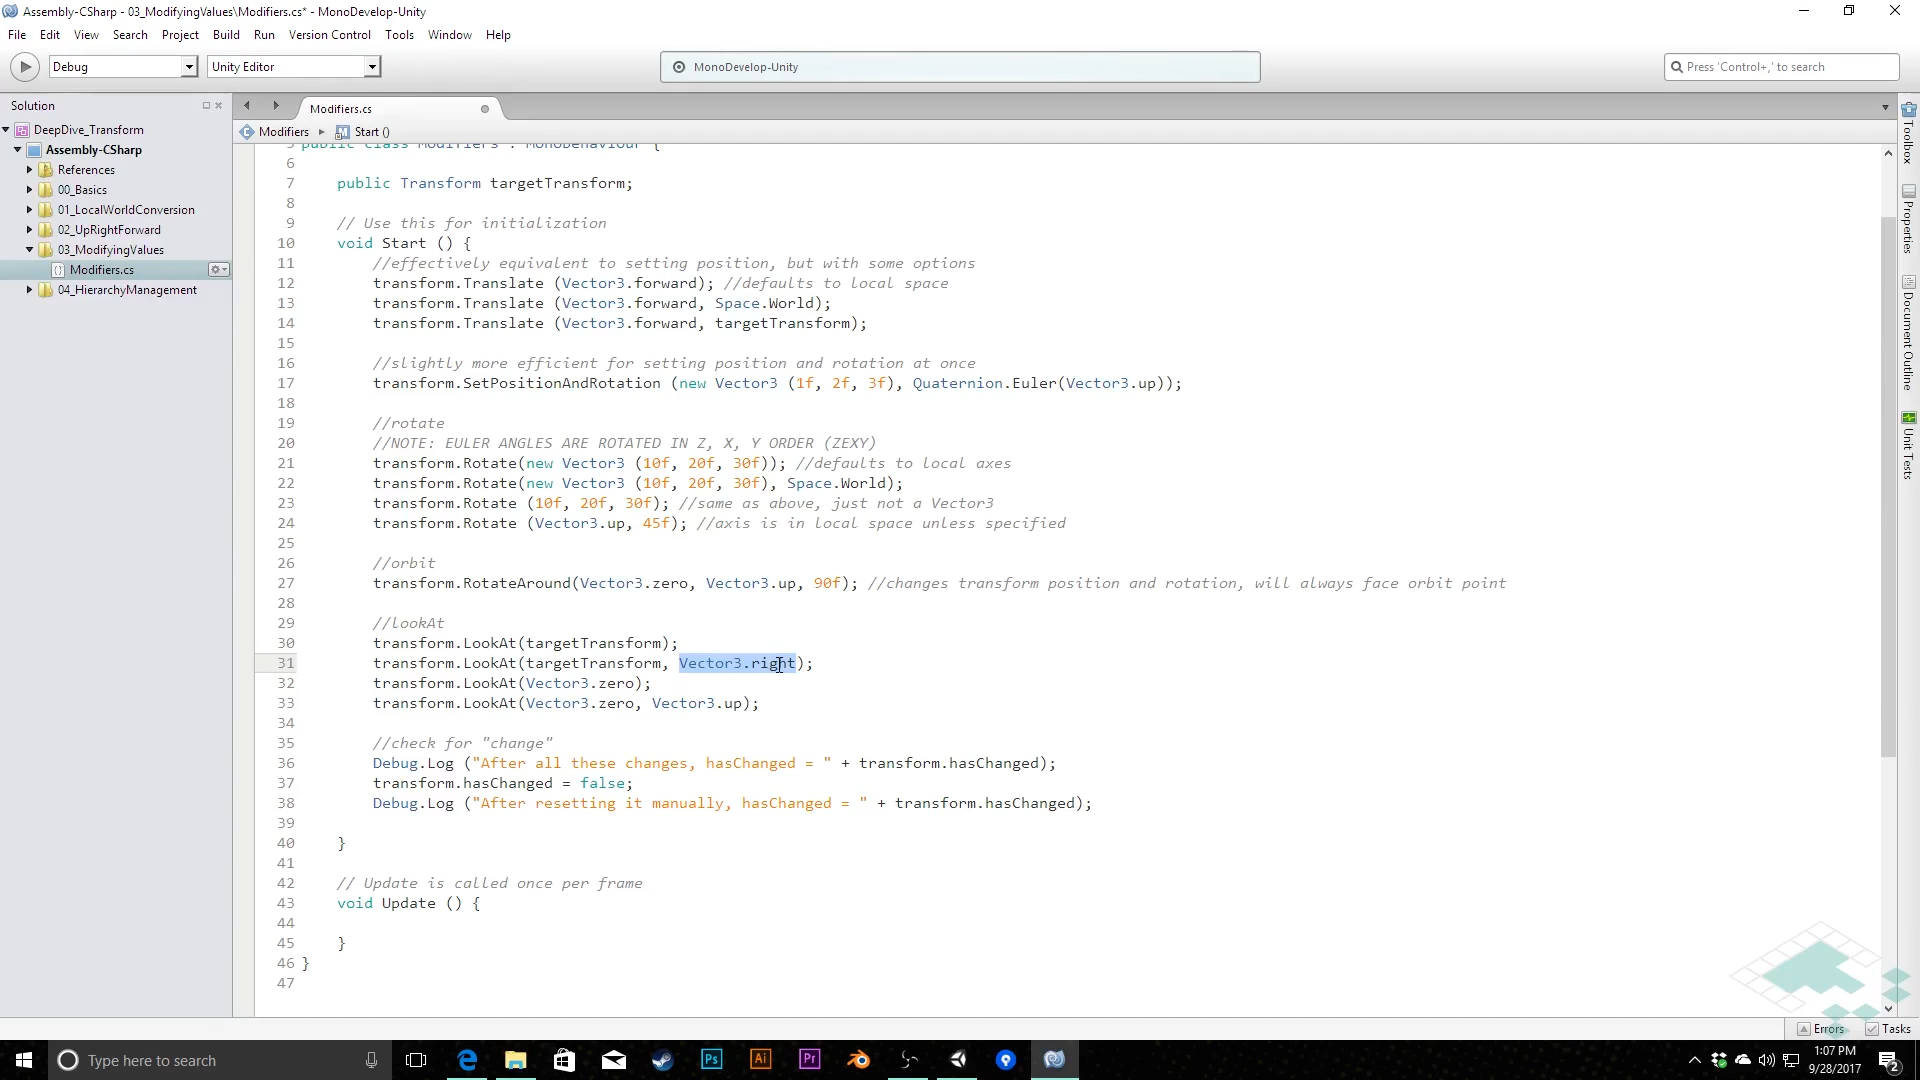 Assembly-CSharp - 03_ModifyingValues\Modifiers.cs* - MonoDevelop-Unity
File Edit View Search Project Build Run Version Control Tools Window Help
Debug
Unity Editor
MonoDevelop-Unity
Press 'Control+,' to search
Solution
DeepDive_Transform
Assembly-CSharp
References
00_Basics
01_LocalWorldConversion
02_UpRightForward
03_ModifyingValues
Modifiers.cs
04_HierarchyManagement
Modifiers.cs
Modifiers
Start ()
5 public class Modifiers : MonoBehaviour {
6
7 public Transform targetTransform;
8
9 // Use this for initialization
10 void Start () {
11 //effectively equivalent to setting position, but with some options
12 transform.Translate (Vector3.forward); //defaults to local space
13 transform.Translate (Vector3.forward, Space.World);
14 transform.Translate (Vector3.forward, targetTransform);
15
16 //slightly more efficient for setting position and rotation at once
17 transform.SetPositionAndRotation (new Vector3 (1f, 2f, 3f), Quaternion.Euler(Vector3.up));
18
19 //rotate
20 //NOTE: EULER ANGLES ARE ROTATED IN Z, X, Y ORDER (ZEXY)
21 transform.Rotate(new Vector3 (10f, 20f, 30f)); //defaults to local axes
22 transform.Rotate(new Vector3 (10f, 20f, 30f), Space.World);
23 transform.Rotate (10f, 20f, 30f); //same as above, just not a Vector3
24 transform.Rotate (Vector3.up, 45f); //axis is in local space unless specified
25
26 //orbit
27 transform.RotateAround(Vector3.zero, Vector3.up, 90f); //changes transform position and rotation, will always face orbit point
28
29 //lookAt
30 transform.LookAt(targetTransform);
31 transform.LookAt(targetTransform, Vector3.right);
32 transform.LookAt(Vector3.zero);
33 transform.LookAt(Vector3.zero, Vector3.up);
34
35 //check for "change"
36 Debug.Log ("After all these changes, hasChanged = " + transform.hasChanged);
37 transform.hasChanged = false;
38 Debug.Log ("After resetting it manually, hasChanged = " + transform.hasChanged);
39
40 }
41
42 // Update is called once per frame
43 void Update () {
44
45 }
46 }
47
Toolbox
Properties
Document Outline
Unit Tests
Errors
Tasks
Type here to search
Ps
Ai
Pr
1:07 PM
9/28/2017
2